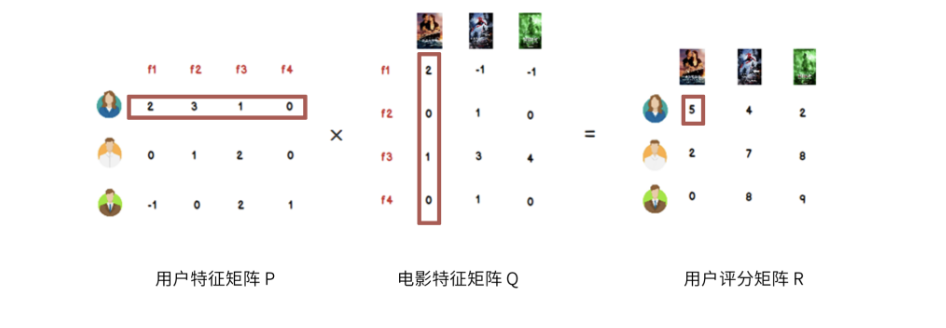 f1 f2 f3 f4
2 3 1 0
0 1 2 0
-1 0 2 1
用户特征矩阵 P
×
f1 2 -1 -1
f2 0 1 0
f3 1 3 4
f4 0 1 0
电影特征矩阵 Q
=
5 4 2
2 7 8
0 8 9
用户评分矩阵 R